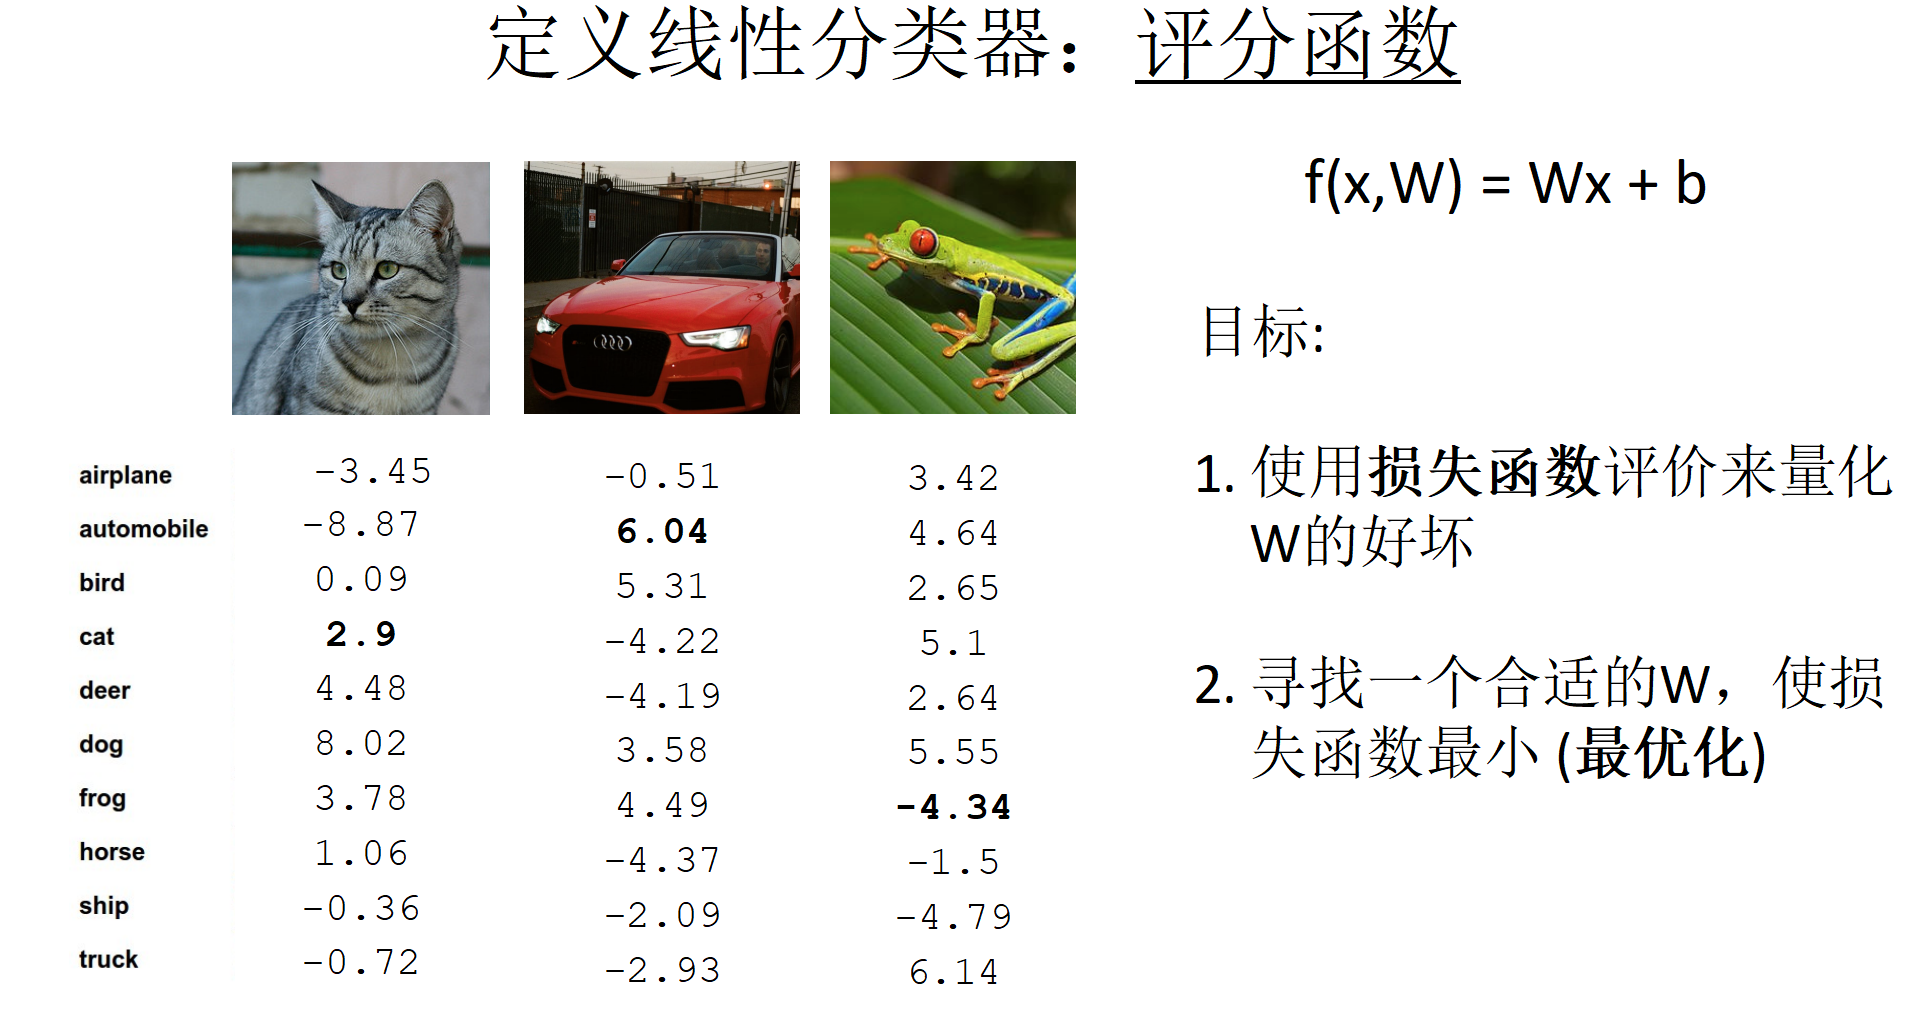 定义线性分类器：评分函数
f(x,W) = Wx + b
目标:
1. 使用损失函数评价来量化
W的好坏
2. 寻找一个合适的W，使损
失函数最小 (最优化)
airplane -3.45 -0.51 3.42
automobile -8.87 6.04 4.64
bird 0.09 5.31 2.65
cat 2.9 -4.22 5.1
deer 4.48 -4.19 2.64
dog 8.02 3.58 5.55
frog 3.78 4.49 -4.34
horse 1.06 -4.37 -1.5
ship -0.36 -2.09 -4.79
truck -0.72 -2.93 6.14